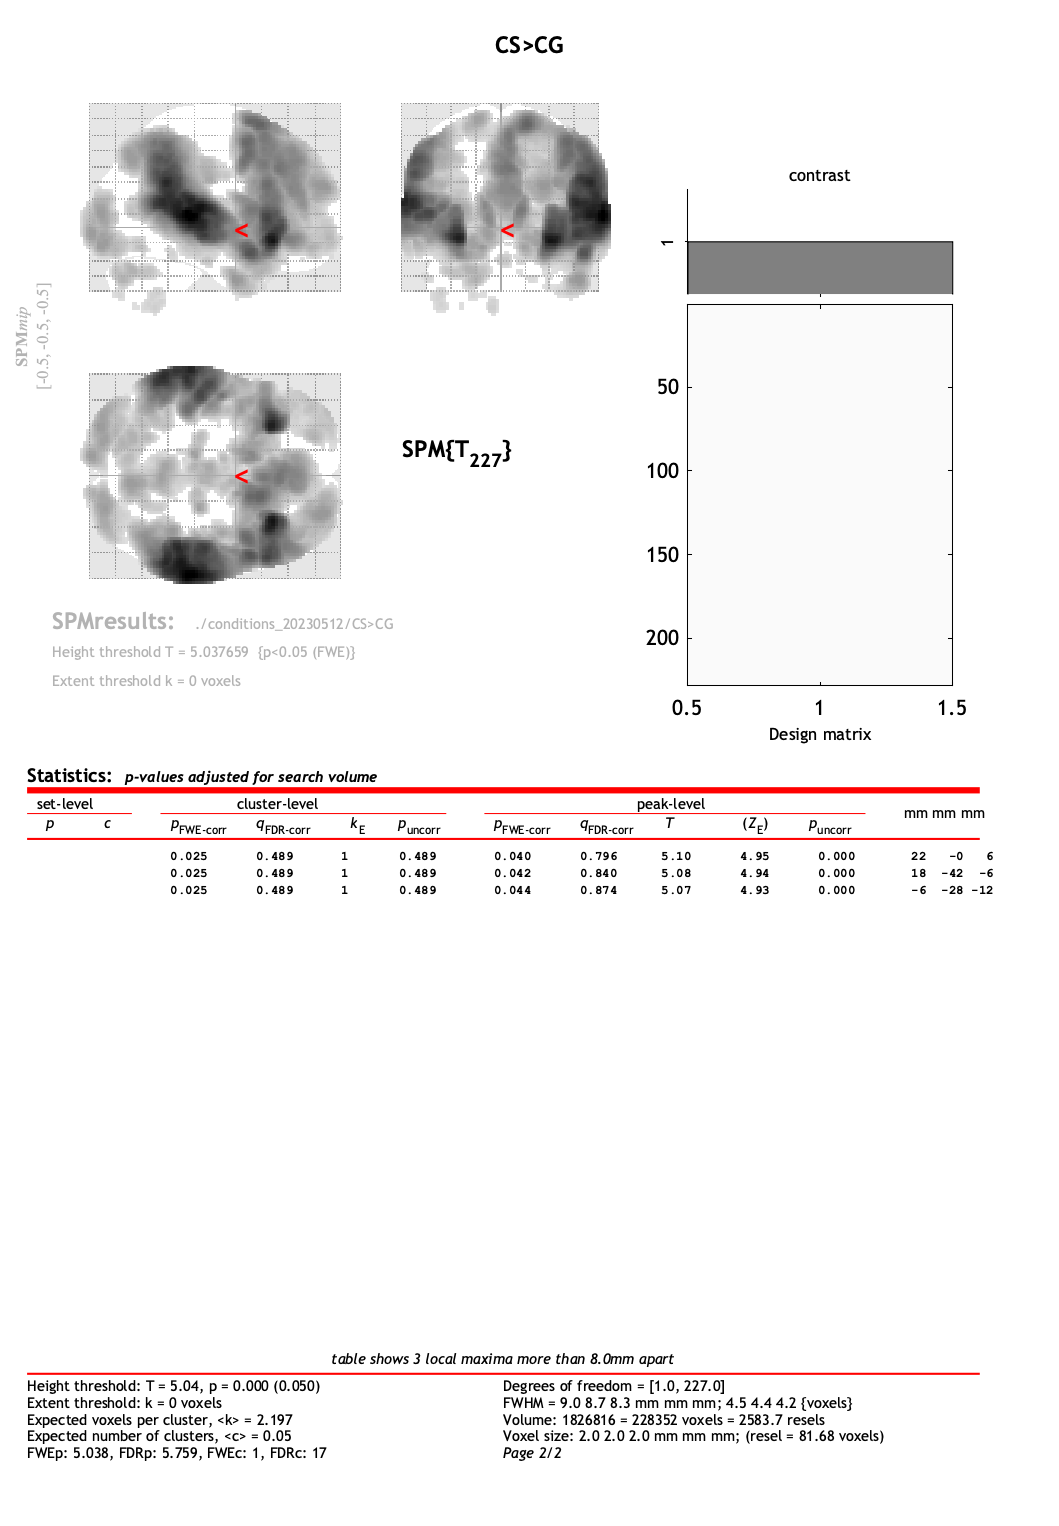 CS>CG
contrast
1
SPMmip
[-0.5, -0.5, -0.5]
<
<
<
SPM{T227}
50
100
150
200
0.5 1 1.5
Design matrix
SPMresults: ./conditions_20230512/CS>CG
Height threshold T = 5.037659 {p<0.05 (FWE)}
Extent threshold k = 0 voxels
Statistics: p-values adjusted for search volume
set-level cluster-level peak-level mm mm mm
p c pFWE-corr qFDR-corr kE puncorr pFWE-corr qFDR-corr T (ZE) puncorr
0.025 0.489 1 0.489 0.040 0.796 5.10 4.95 0.000 22 -0 6
0.025 0.489 1 0.489 0.042 0.840 5.08 4.94 0.000 18 -42 -6
0.025 0.489 1 0.489 0.044 0.874 5.07 4.93 0.000 -6 -28 -12
table shows 3 local maxima more than 8.0mm apart
Height threshold: T = 5.04, p = 0.000 (0.050)
Extent threshold: k = 0 voxels
Expected voxels per cluster, <k> = 2.197
Expected number of clusters, <c> = 0.05
FWEp: 5.038, FDRp: 5.759, FWEc: 1, FDRc: 17
Degrees of freedom = [1.0, 227.0]
FWHM = 9.0 8.7 8.3 mm mm mm; 4.5 4.4 4.2 {voxels}
Volume: 1826816 = 228352 voxels = 2583.7 resels
Voxel size: 2.0 2.0 2.0 mm mm mm; (resel = 81.68 voxels)
Page 2/2